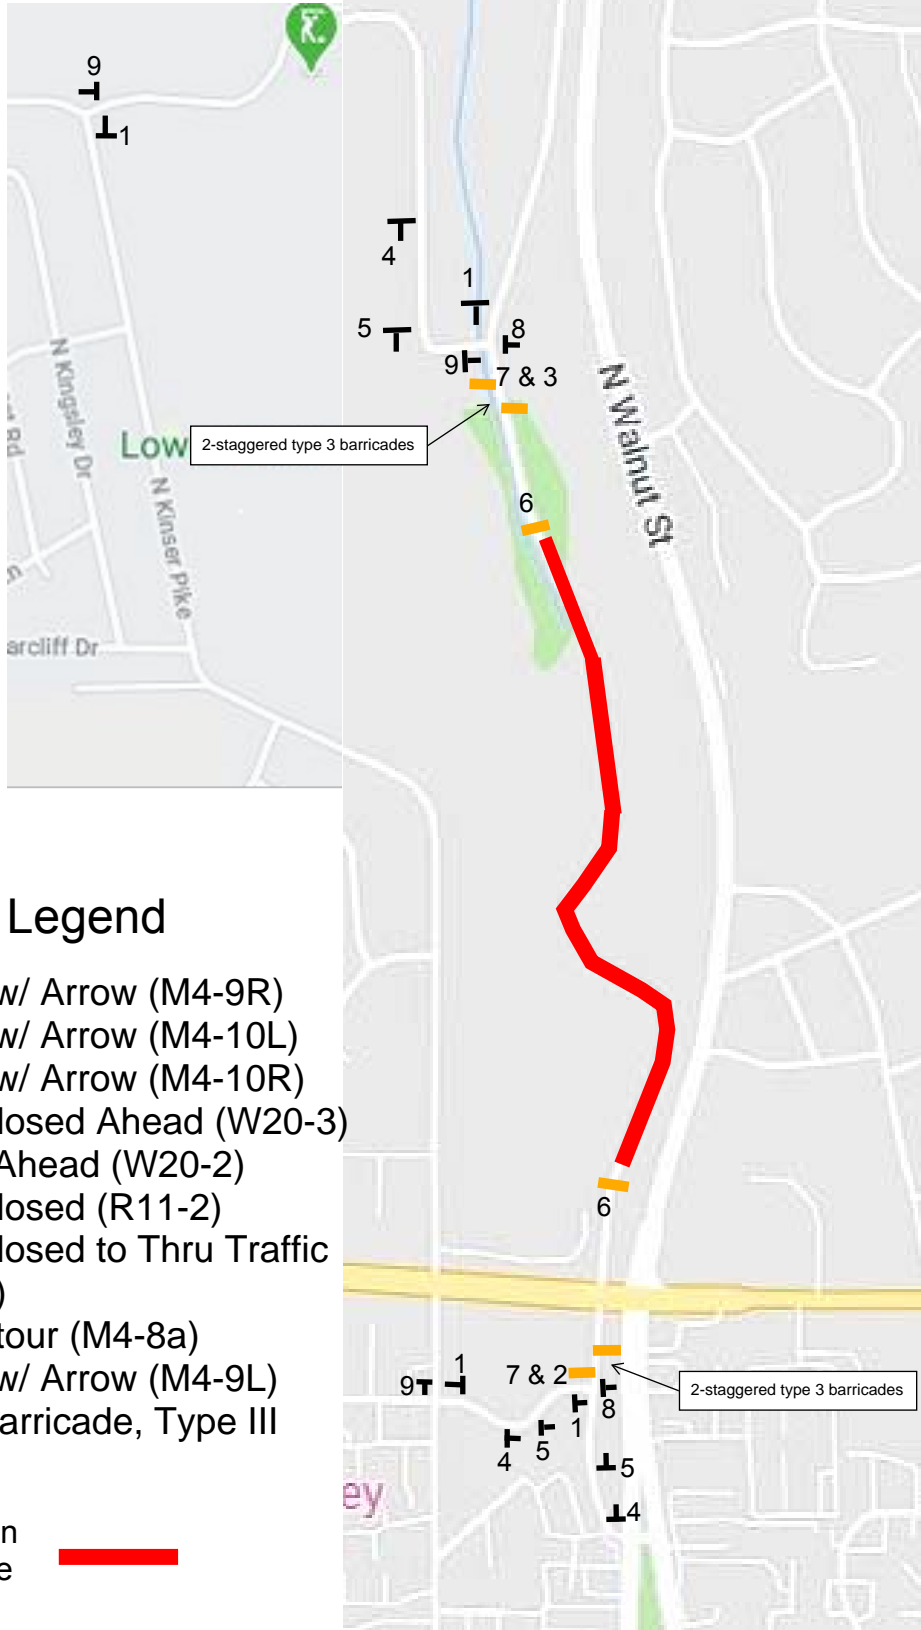 9
1
4
1
5
8
9
7 & 3
N Kingsley Dr
N Walnut St
Rd
Low
2-staggered type 3 barricades
N Kinser Pike
6
arcliff Dr
Legend
w/ Arrow (M4-9R)
w/ Arrow (M4-10L)
w/ Arrow (M4-10R)
losed Ahead (W20-3)
Ahead (W20-2)
losed (R11-2)
losed to Thru Traffic
)
tour (M4-8a)
w/ Arrow (M4-9L)
arricade, Type III
n
e
6
9
1
7 & 2
8
2-staggered type 3 barricades
1
4
5
5
4
ey